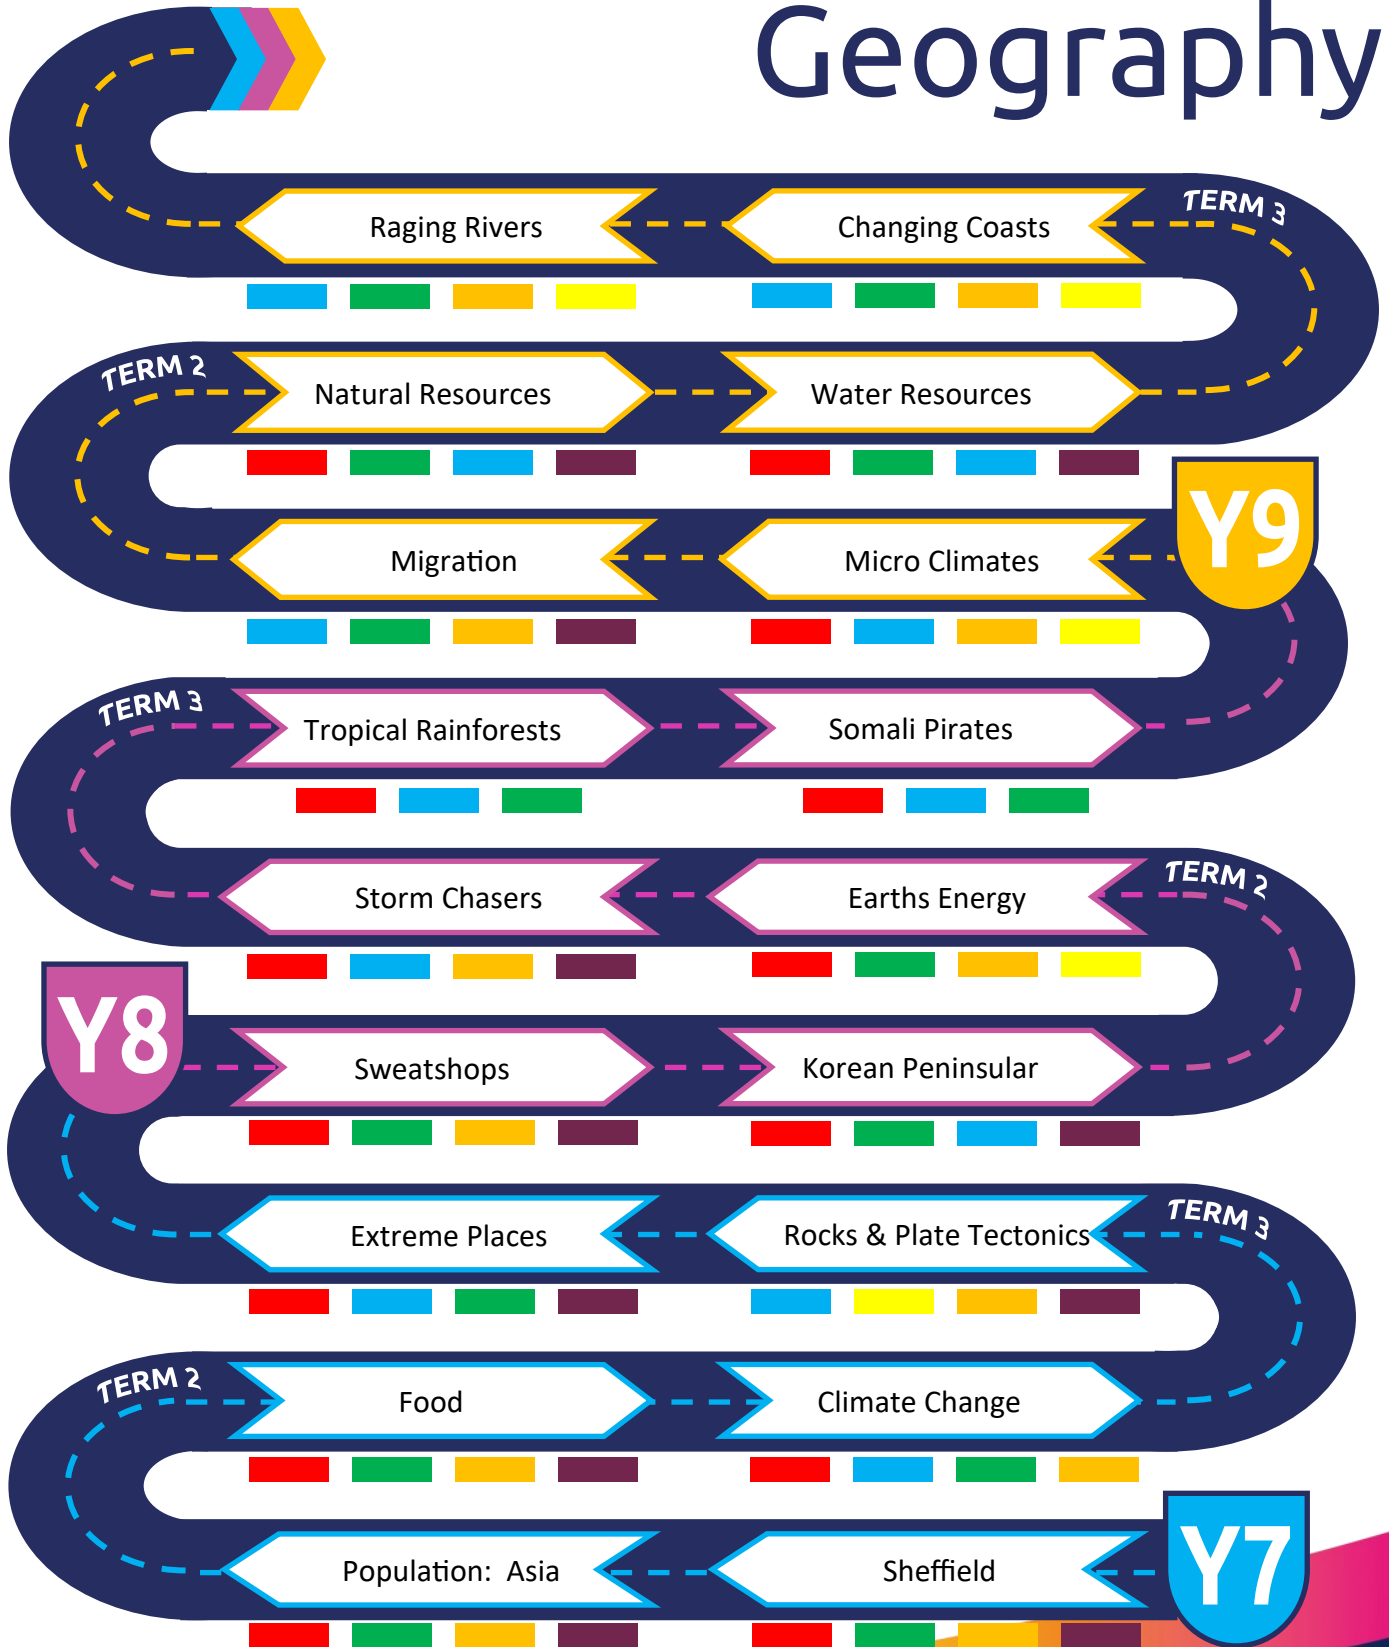 Geography
Raging Rivers
Changing Coasts
TERM 3
TERM 2
Natural Resources
Water Resources
Migration
Micro Climates
Y9
TERM 3
Tropical Rainforests
Somali Pirates
Storm Chasers
Earths Energy
TERM 2
Y8
Sweatshops
Korean Peninsular
Extreme Places
Rocks & Plate Tectonics
TERM 3
TERM 2
Food
Climate Change
Population: Asia
Sheffield
Y7